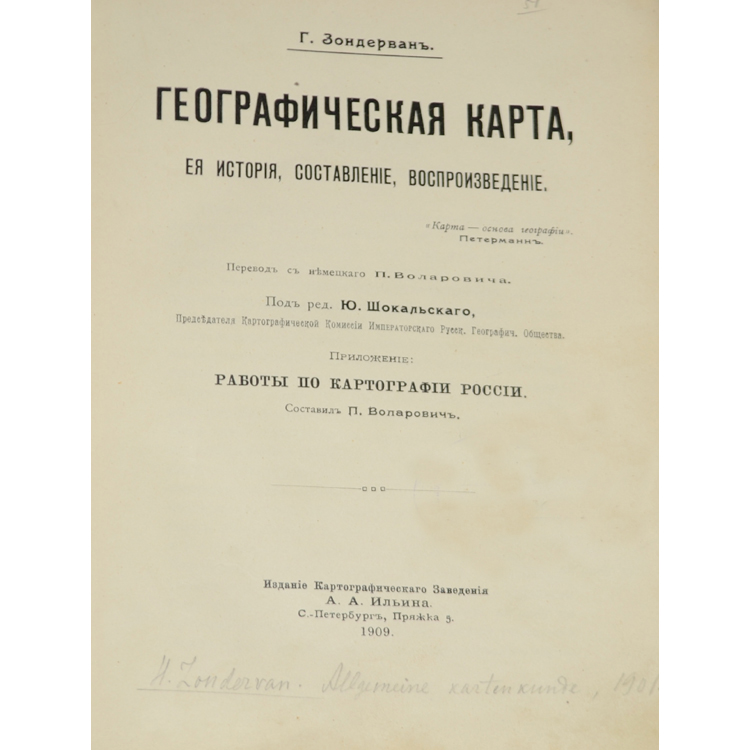 Г. Зондерванъ.
ГЕОГРАФИЧЕСКАЯ КАРТА,
ЕЯ ИСТОРІЯ, СОСТАВЛЕНІЕ, ВОСПРОИЗВЕДЕНІЕ.
«Карта — основа географіи».
Петерманнъ.
Переводъ съ нѣмецкаго П. Воларовича.
Подъ ред. Ю. Шокальскаго,
Предсѣдателя Картографической Комиссіи Императорскаго Русск. Географич. Общества.
Приложеніе:
РАБОТЫ ПО КАРТОГРАФІИ РОССІИ.
Составилъ П. Воларовичъ.
Изданіе Картографическаго Заведенія
А. А. Ильина.
С.-Петербургъ, Пряжка 5.
1909.
H. Zondervan. Allgemeine Kartenkunde, 1901.